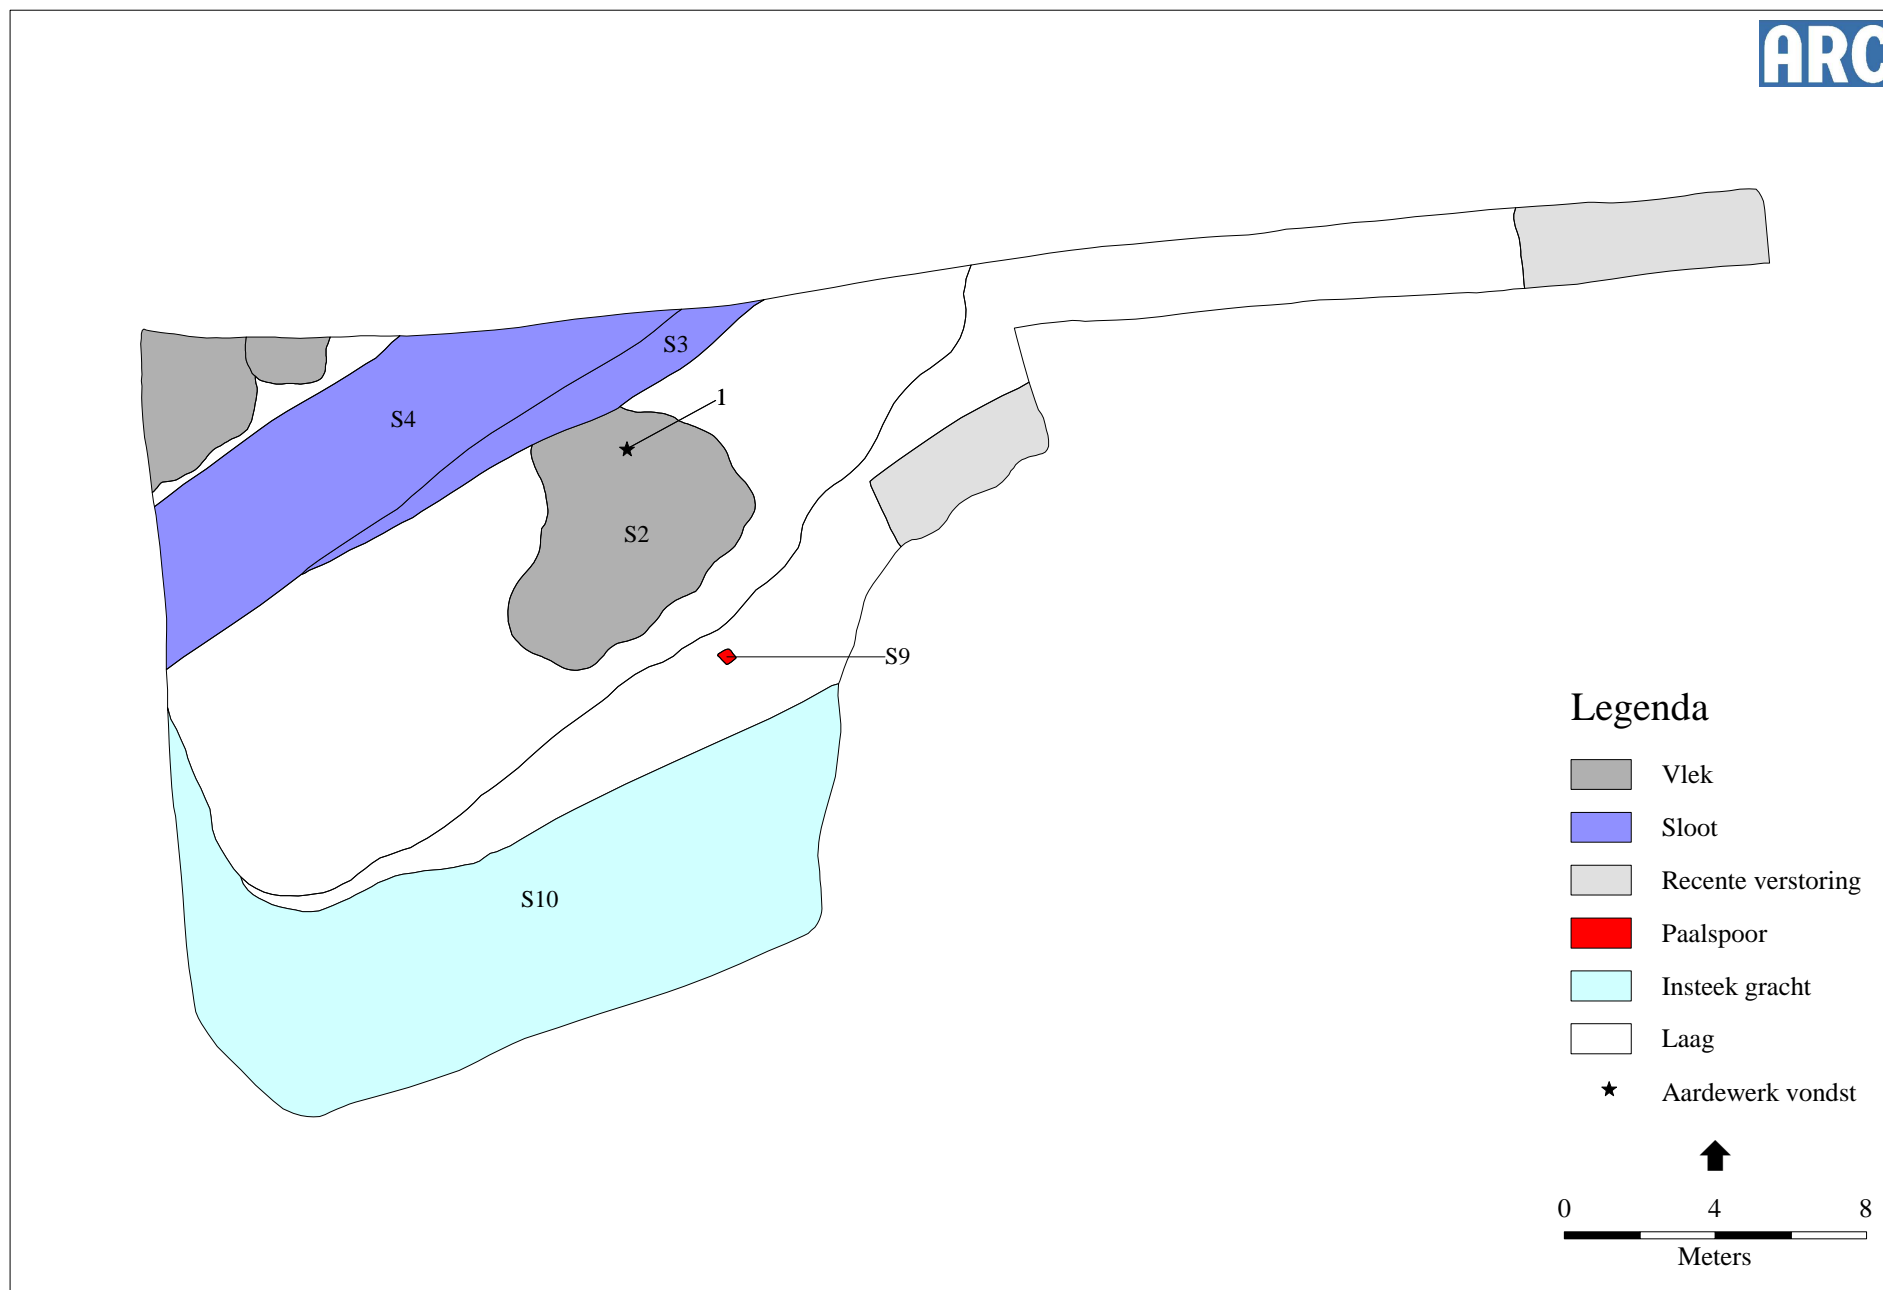 ARC
S3
1
S4
S2
S9
S10
Legenda
Vlek
Sloot
Recente verstoring
Paalspoor
Insteek gracht
Laag
Aardewerk vondst
0 4 8
Meters